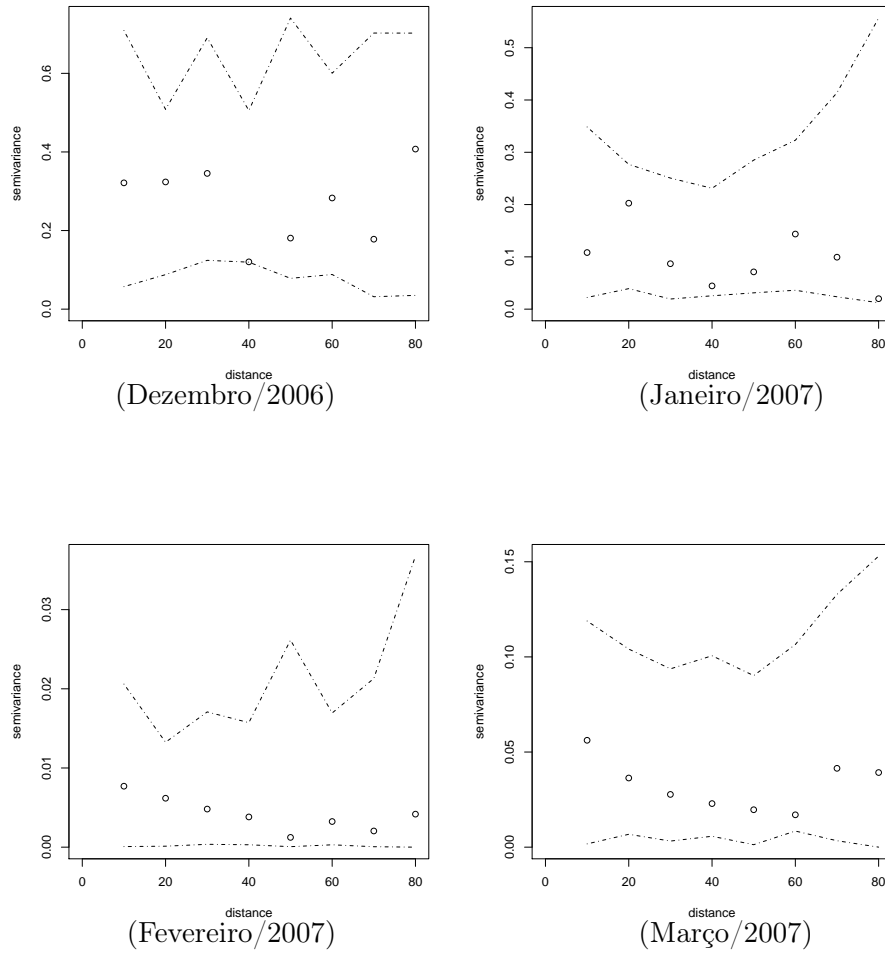 semivariance
0.0 0.2 0.4 0.6
0 20 40 60 80
distance
(Dezembro/2006)
semivariance
0.0 0.1 0.2 0.3 0.4 0.5
0 20 40 60 80
distance
(Janeiro/2007)
semivariance
0.00 0.01 0.02 0.03
0 20 40 60 80
distance
(Fevereiro/2007)
semivariance
0.00 0.05 0.10 0.15
0 20 40 60 80
distance
(Março/2007)